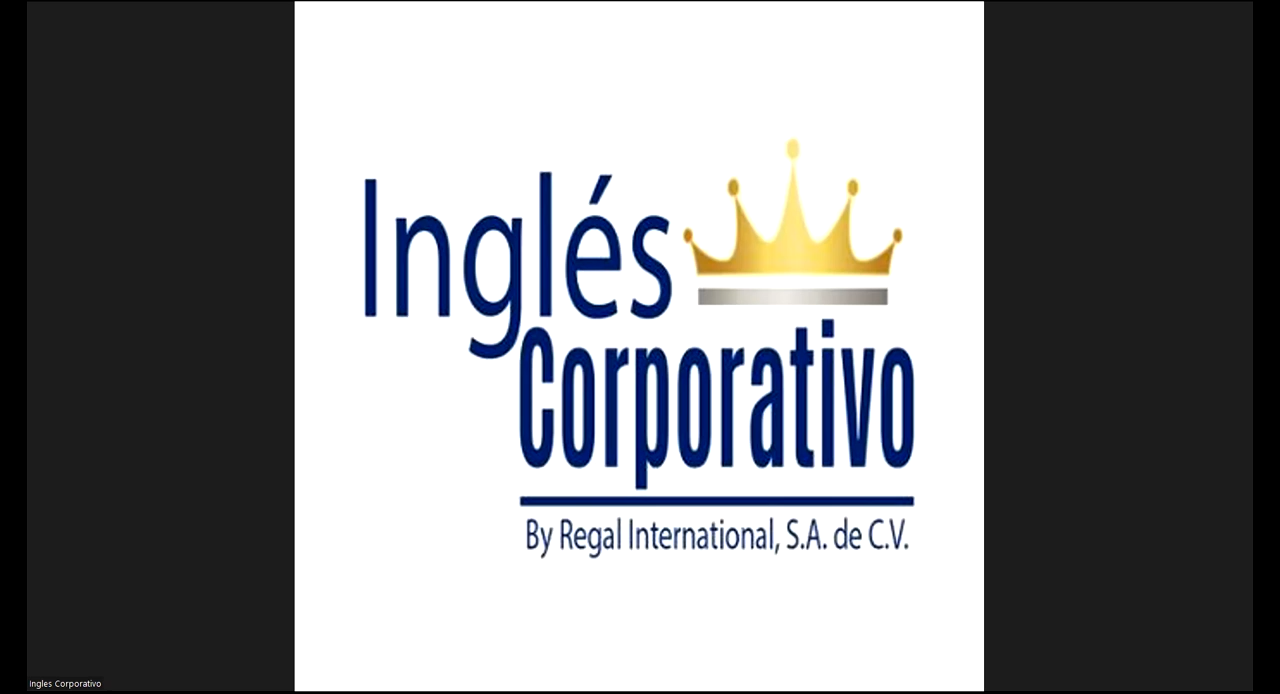 Inglés
Corporativo
By Regal International, S.A. de C.V.
Ingles Corporativo